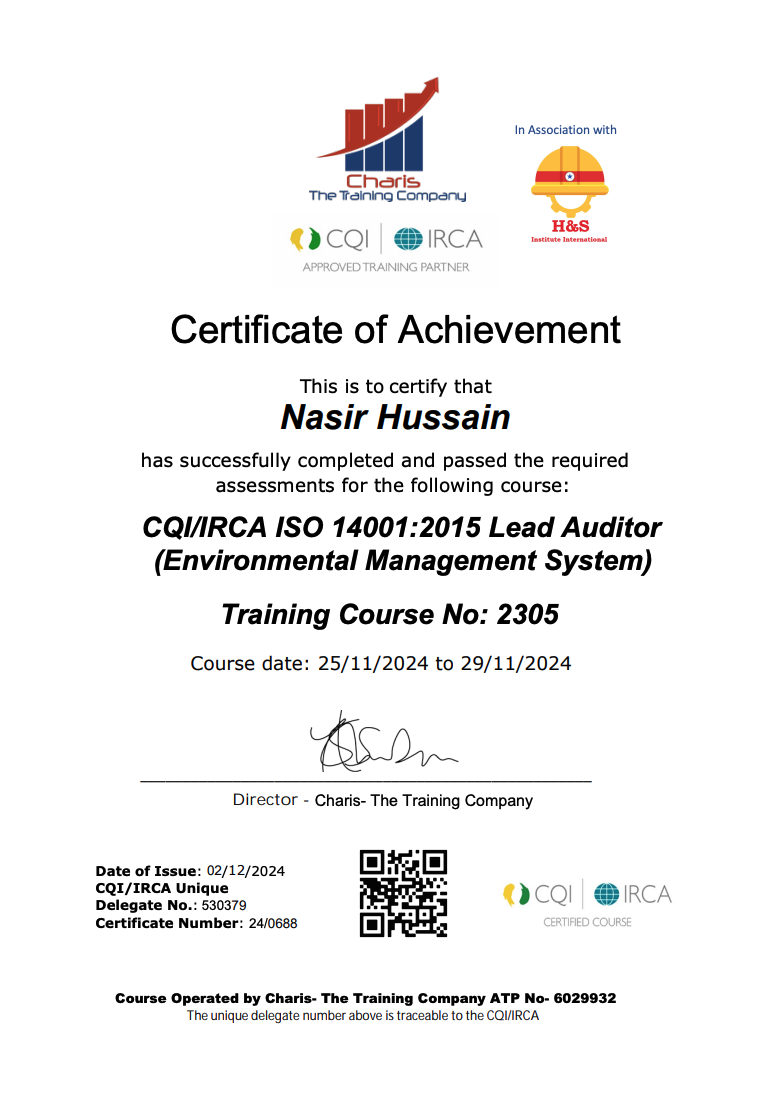 In Association with
Charis
The Training Company
H&S
Institute International
CQI IRCA
APPROVED TRAINING PARTNER
Certificate of Achievement
This is to certify that
Nasir Hussain
has successfully completed and passed the required
assessments for the following course:
CQI/IRCA ISO 14001:2015 Lead Auditor
(Environmental Management System)
Training Course No: 2305
Course date: 25/11/2024 to 29/11/2024
Director - Charis- The Training Company
Date of Issue: 02/12/2024
CQI/IRCA Unique
Delegate No.: 530379
Certificate Number: 24/0688
CQI IRCA
CERTIFIED COURSE
Course Operated by Charis- The Training Company ATP No- 6029932
The unique delegate number above is traceable to the CQI/IRCA